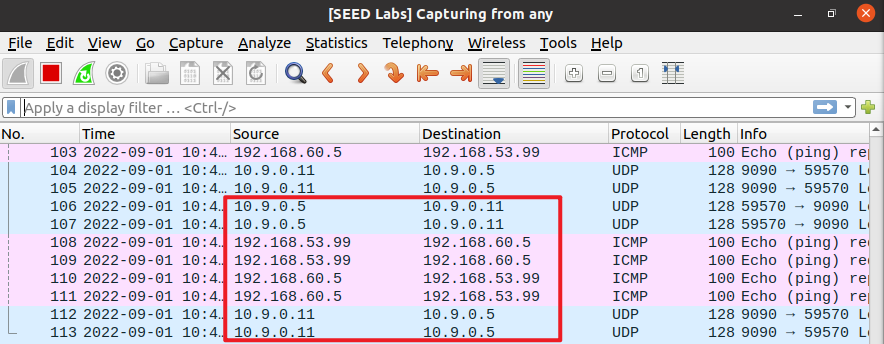 [SEED Labs] Capturing from any
File Edit View Go Capture Analyze Statistics Telephony Wireless Tools Help
Apply a display filter … <Ctrl-/>
No. Time Source Destination Protocol Length Info
103 2022-09-01 10:4… 192.168.60.5 192.168.53.99 ICMP 100 Echo (ping) rep
104 2022-09-01 10:4… 10.9.0.11 10.9.0.5 UDP 128 9090 → 59570 Le
105 2022-09-01 10:4… 10.9.0.11 10.9.0.5 UDP 128 9090 → 59570 Le
106 2022-09-01 10:4… 10.9.0.5 10.9.0.11 UDP 128 59570 → 9090 Le
107 2022-09-01 10:4… 10.9.0.5 10.9.0.11 UDP 128 59570 → 9090 Le
108 2022-09-01 10:4… 192.168.53.99 192.168.60.5 ICMP 100 Echo (ping) req
109 2022-09-01 10:4… 192.168.53.99 192.168.60.5 ICMP 100 Echo (ping) req
110 2022-09-01 10:4… 192.168.60.5 192.168.53.99 ICMP 100 Echo (ping) rep
111 2022-09-01 10:4… 192.168.60.5 192.168.53.99 ICMP 100 Echo (ping) rep
112 2022-09-01 10:4… 10.9.0.11 10.9.0.5 UDP 128 9090 → 59570 Le
113 2022-09-01 10:4… 10.9.0.11 10.9.0.5 UDP 128 9090 → 59570 Le